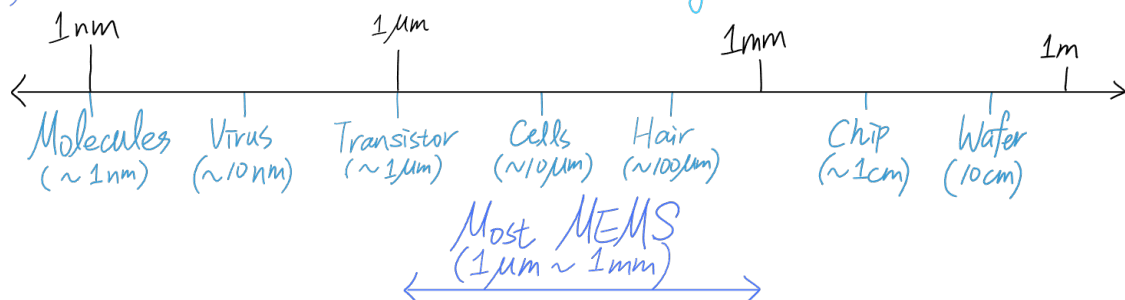 1nm 1μm 1mm 1m
Molecules Virus Transistor Cells Hair Chip Wafer
(~1nm) (~10nm) (~1μm) (~10μm) (~100μm) (~1cm) (10cm)
Most MEMS
(1μm ~ 1mm)